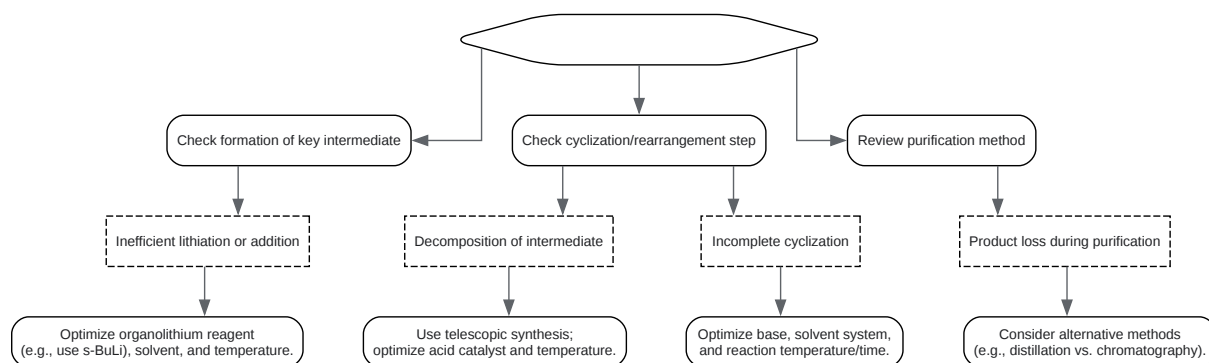 Check formation of key intermediate
Check cyclization/rearrangement step
Review purification method
Inefficient lithiation or addition
Decomposition of intermediate
Incomplete cyclization
Product loss during purification
Optimize organolithium reagent
(e.g., use s-BuLi), solvent, and temperature.
Use telescopic synthesis;
optimize acid catalyst and temperature.
Optimize base, solvent system,
and reaction temperature/time.
Consider alternative methods
(e.g., distillation vs. chromatography).